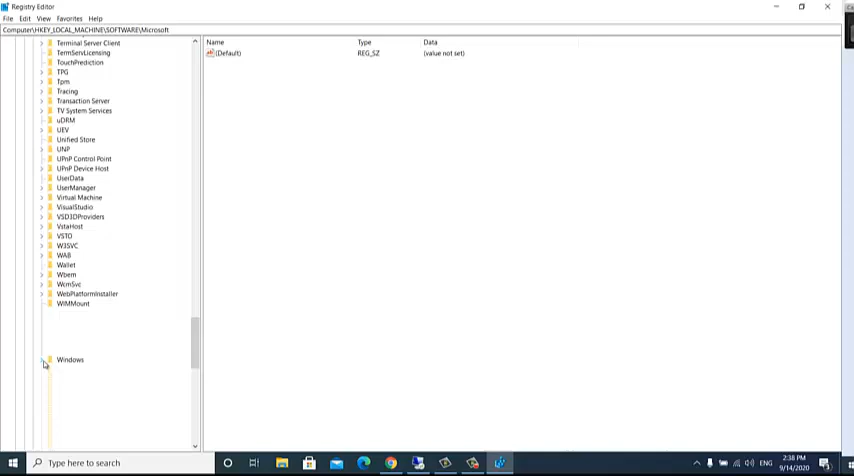 Registry Editor
File Edit View Favorites Help
Computer\HKEY_LOCAL_MACHINE\SOFTWARE\Microsoft
Terminal Server Client
TermServLicensing
TouchPrediction
TPG
Tpm
Tracing
Transaction Server
TV System Services
uDRM
UEV
Unified Store
UNP
UPnP Control Point
UPnP Device Host
UserData
UserManager
Virtual Machine
VisualStudio
VSD3DProviders
VstaHost
VSTO
W3SVC
WAB
Wallet
Wbem
WcmSvc
WebPlatformInstaller
WIMMount
Windows
Name Type Data
ab (Default) REG_SZ (value not set)
Type here to search
ENG
2:38 PM
9/14/2020